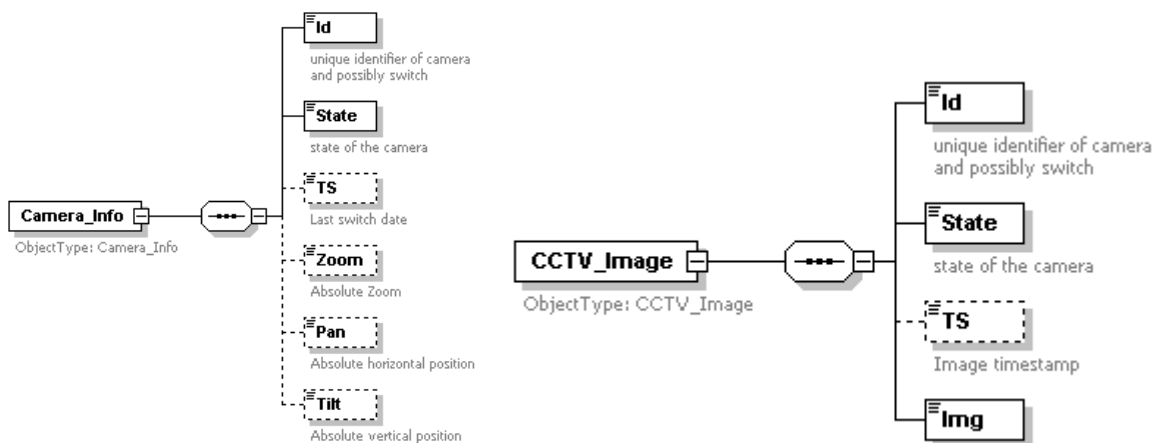 Id
unique identifier of camera
and possibly switch
State
state of the camera
TS
Last switch date
Camera_Info
ObjectType: Camera_Info
Zoom
Absolute Zoom
Pan
Absolute horizontal position
Tilt
Absolute vertical position
Id
unique identifier of camera
and possibly switch
State
state of the camera
CCTV_Image
ObjectType: CCTV_Image
TS
Image timestamp
Img